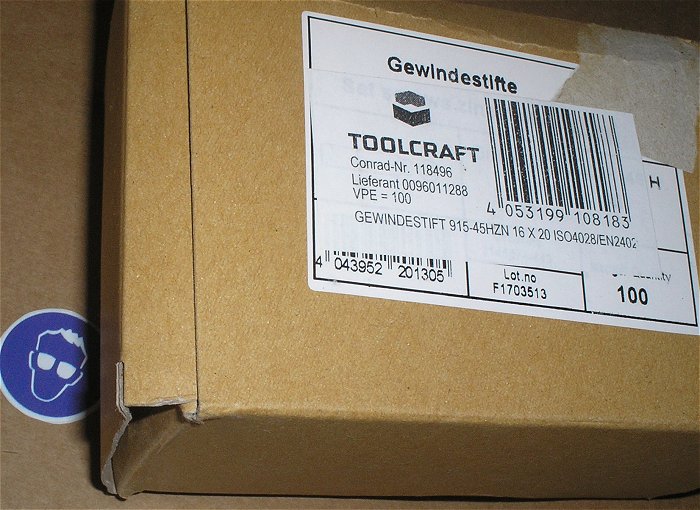 Gewindestifte
TOOLCRAFT
Conrad-Nr. 118496
Lieferant 0096011288
VPE = 100
4 053199 108183
H
GEWINDESTIFT 915-45HZN 16 X 20 ISO4028/EN2402
4 043952 201305
Lot.no
F1703513
100